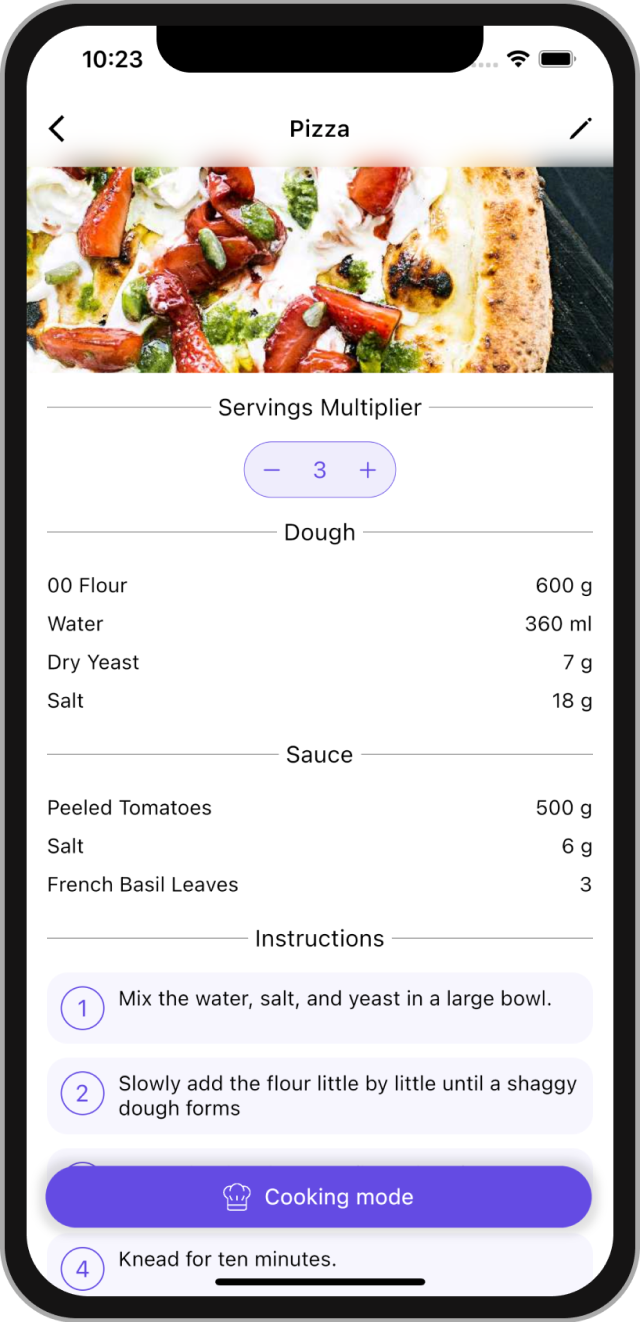 10:23
Pizza
Servings Multiplier
− 3 +
Dough
00 Flour 600 g
Water 360 ml
Dry Yeast 7 g
Salt 18 g
Sauce
Peeled Tomatoes 500 g
Salt 6 g
French Basil Leaves 3
Instructions
1 Mix the water, salt, and yeast in a large bowl.
2 Slowly add the flour little by little until a shaggy
dough forms
Cooking mode
4 Knead for ten minutes.